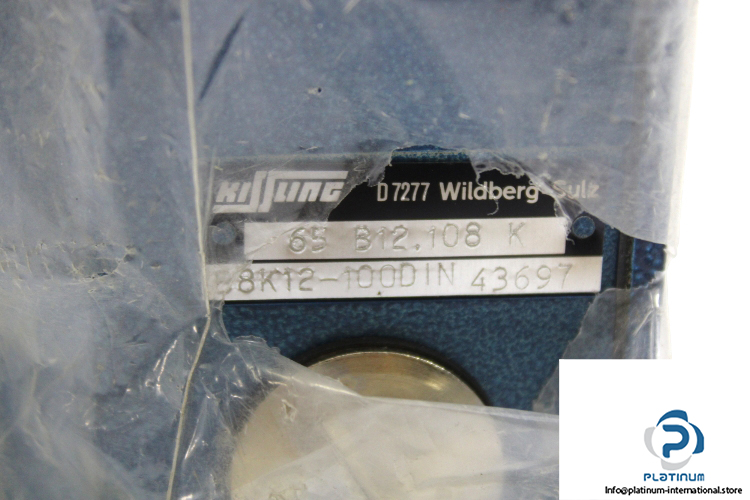 KISSLING D7277 Wildberg-Sulz
65 B12.108 K
B8K12-100DIN 43697
P
PLATINUM
Info@platinum-international.store